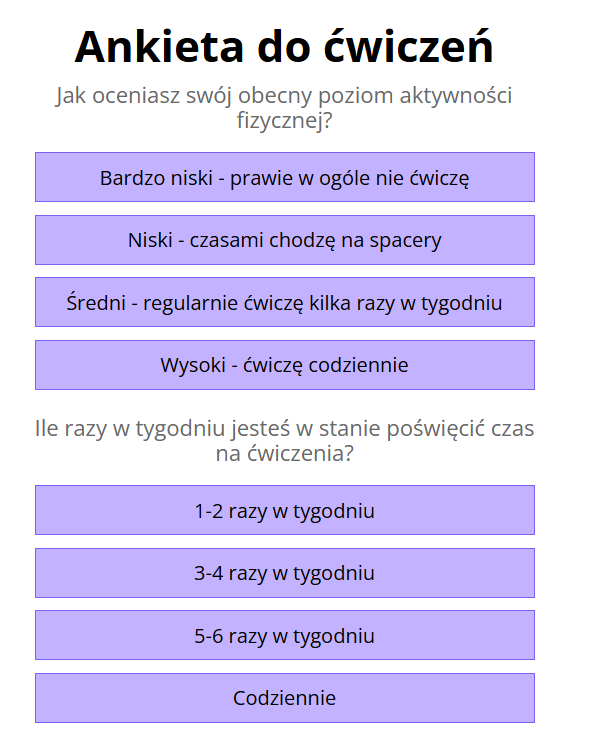 Ankieta do ćwiczeń
Jak oceniasz swój obecny poziom aktywności
fizycznej?
Bardzo niski - prawie w ogóle nie ćwiczę
Niski - czasami chodzę na spacery
Średni - regularnie ćwiczę kilka razy w tygodniu
Wysoki - ćwiczę codziennie
Ile razy w tygodniu jesteś w stanie poświęcić czas
na ćwiczenia?
1-2 razy w tygodniu
3-4 razy w tygodniu
5-6 razy w tygodniu
Codziennie